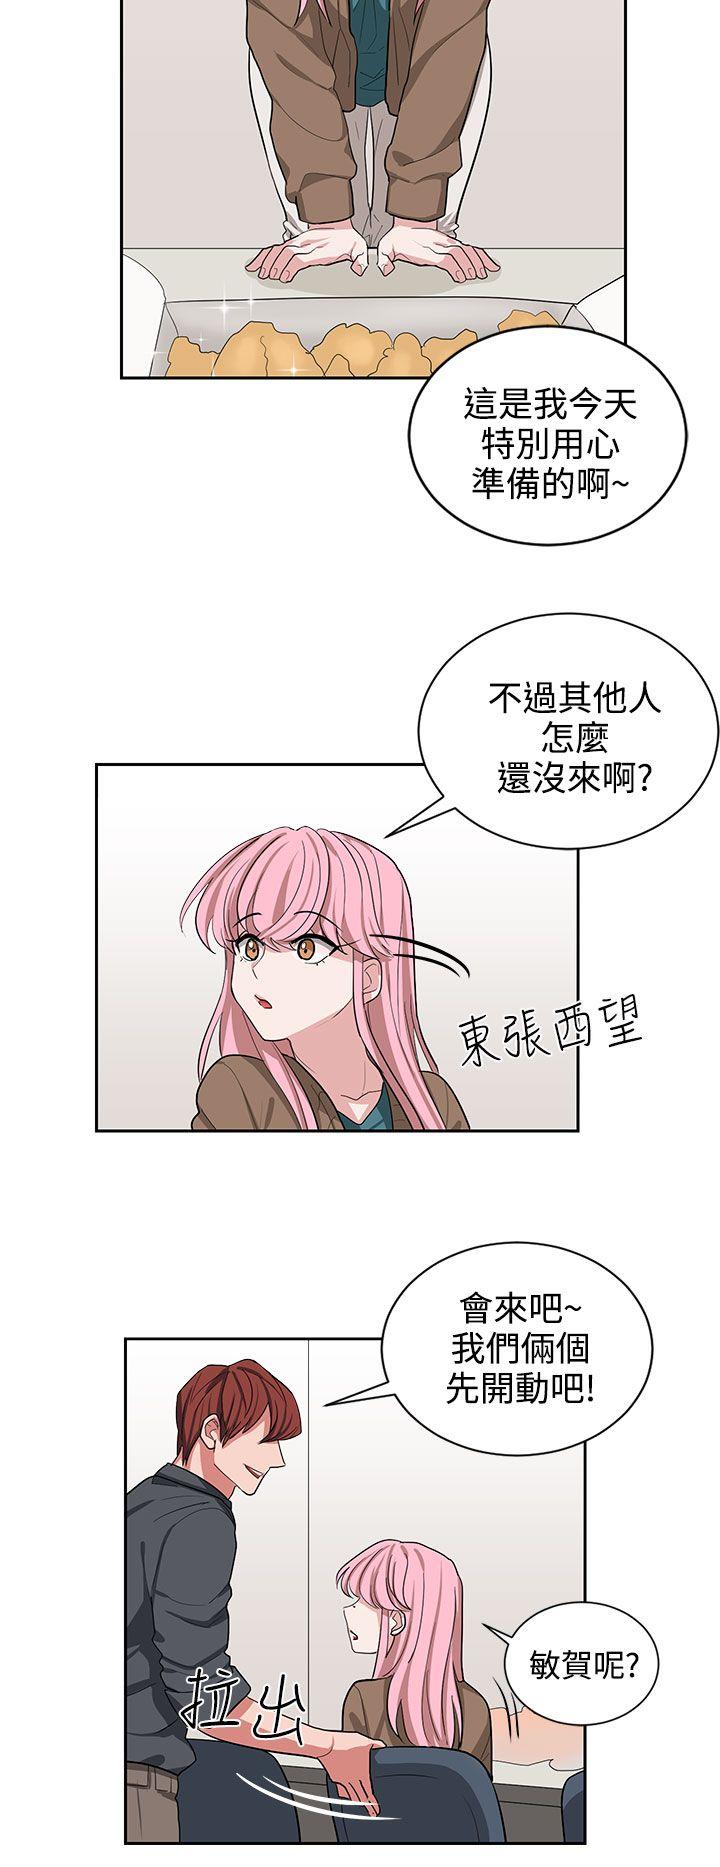 這是我今天
特別用心
準備的啊~
不過其他人
怎麼
還沒來啊?
東張西望
會來吧~
我們倆個
先開動吧!
敏賀呢?
拉出